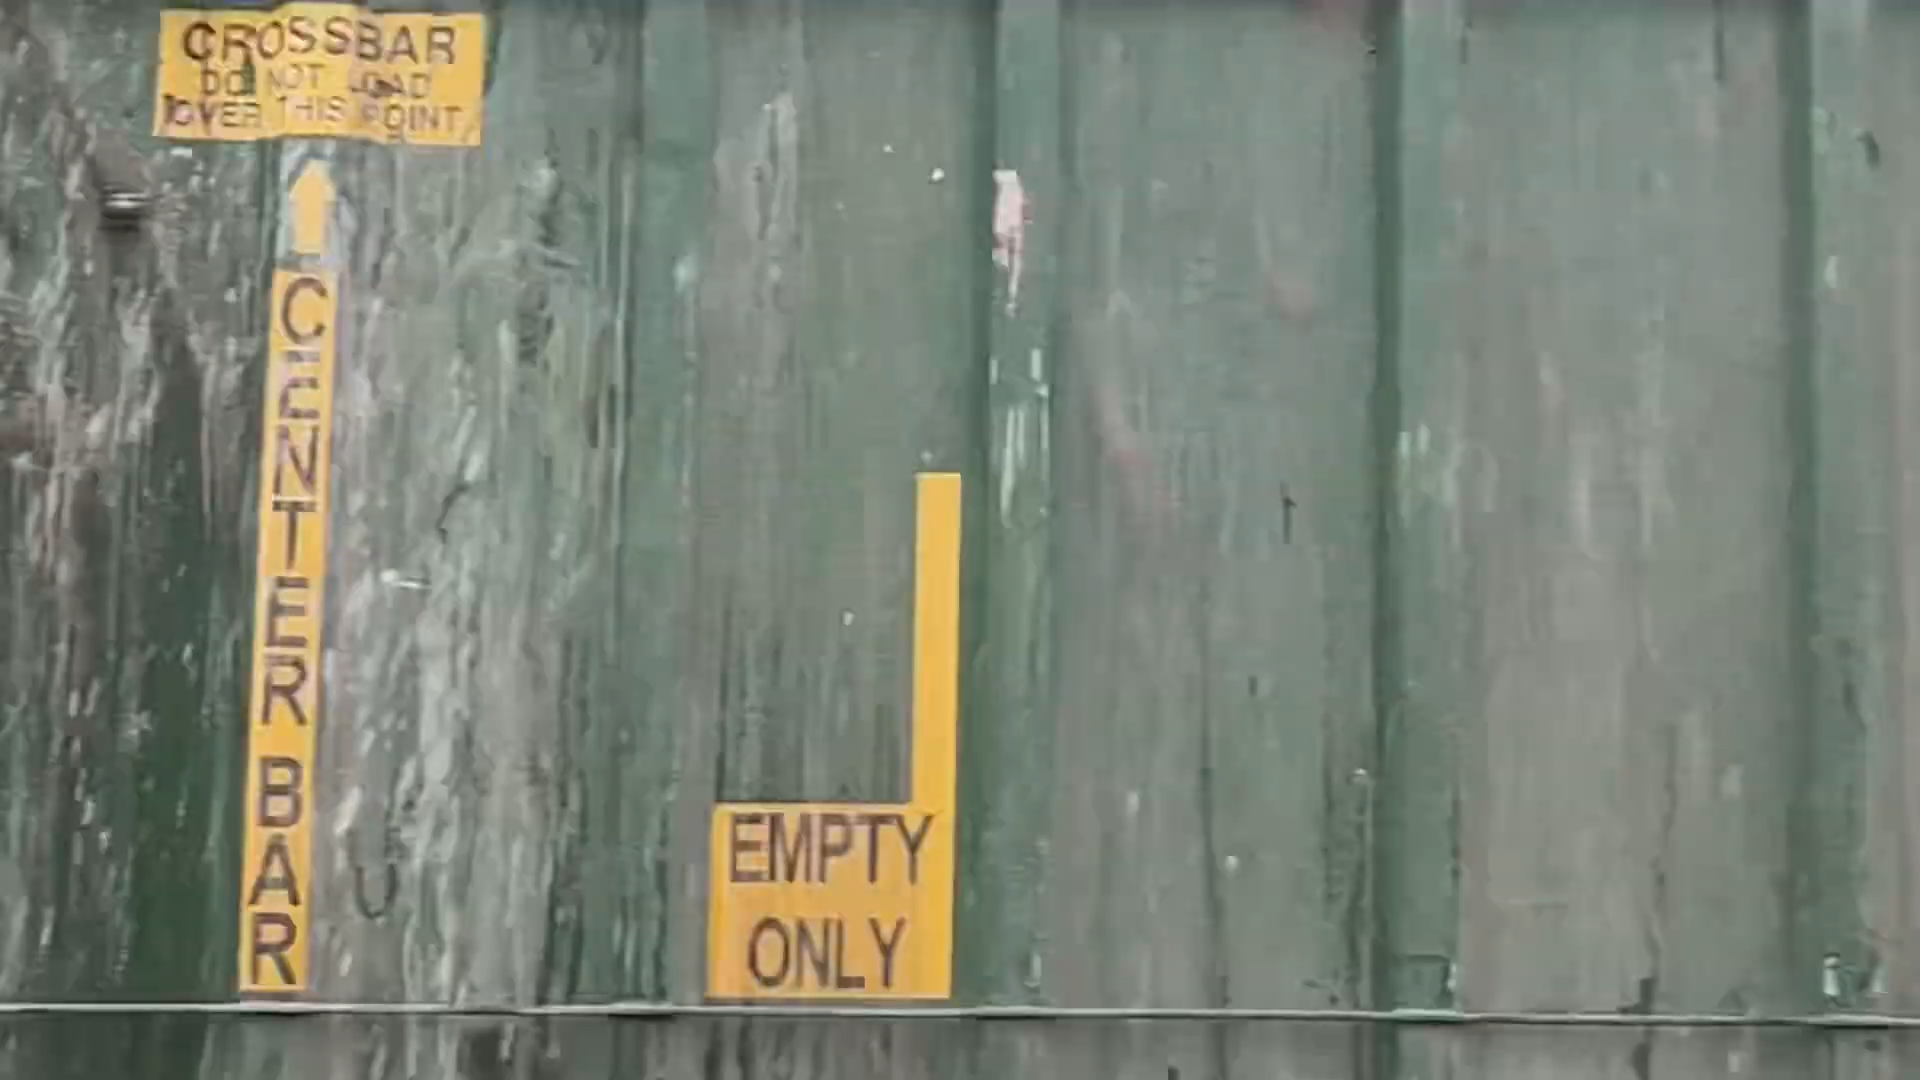 CROSSBAR
DO NOT LOAD
OVER THIS POINT
CENTER BAR
EMPTY
ONLY